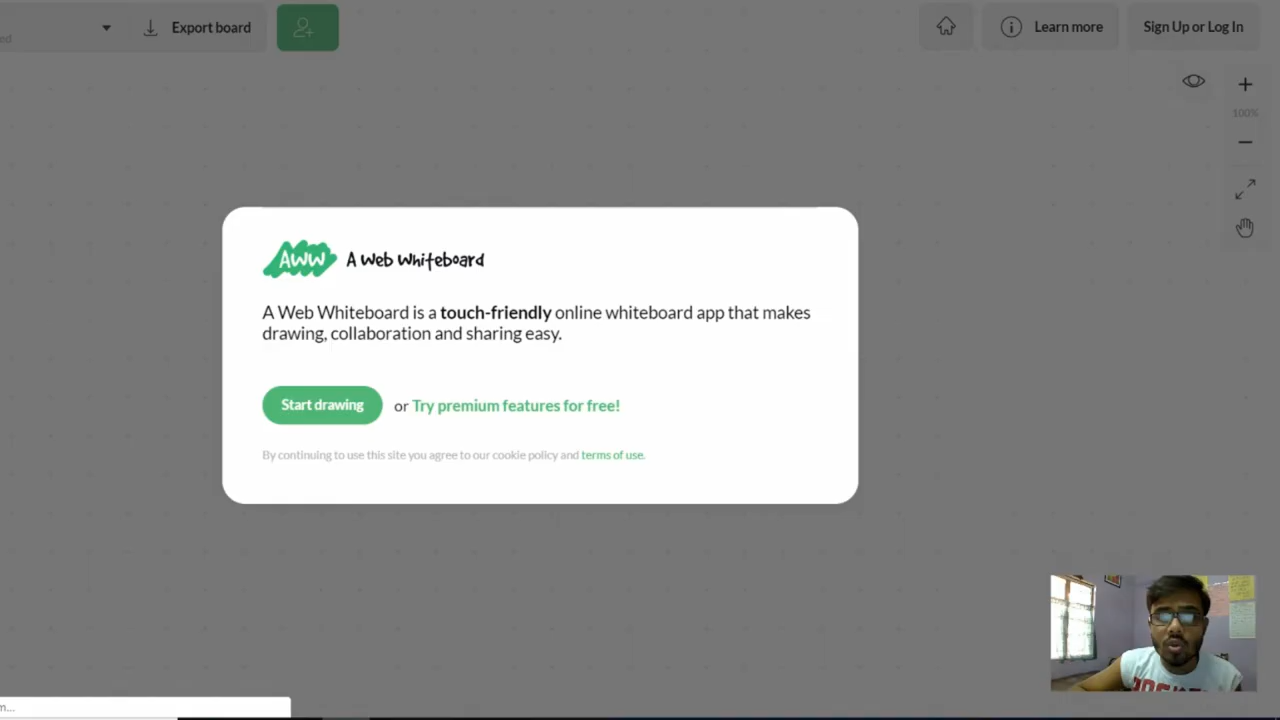 ed
Export board
Learn more
Sign Up or Log In
100%
AWW A Web Whiteboard
A Web Whiteboard is a touch-friendly online whiteboard app that makes
drawing, collaboration and sharing easy.
Start drawing or Try premium features for free!
By continuing to use this site you agree to our cookie policy and terms of use.
m...